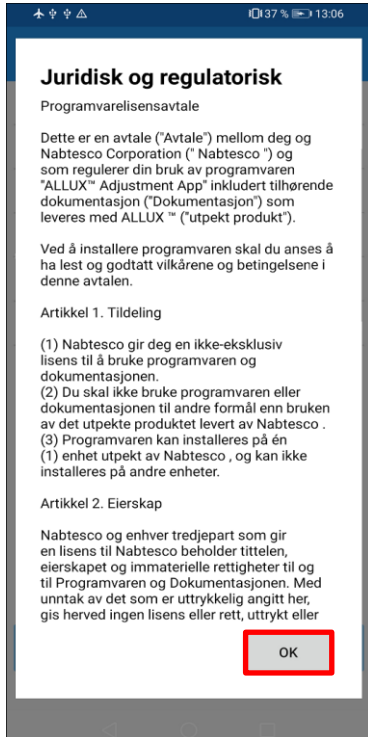 37 % 13:06
Juridisk og regulatorisk
Programvarelisensavtale
Dette er en avtale ("Avtale") mellom deg og
Nabtesco Corporation (" Nabtesco ") og
som regulerer din bruk av programvaren
"ALLUX™ Adjustment App" inkludert tilhørende
dokumentasjon ("Dokumentasjon") som
leveres med ALLUX ™ ("utpekt produkt").
Ved å installere programvaren skal du anses å
ha lest og godtatt vilkårene og betingelsene i
denne avtalen.
Artikkel 1. Tildeling
(1) Nabtesco gir deg en ikke-eksklusiv
lisens til å bruke programvaren og
dokumentasjonen.
(2) Du skal ikke bruke programvaren eller
dokumentasjonen til andre formål enn bruken
av det utpekte produktet levert av Nabtesco .
(3) Programvaren kan installeres på én
(1) enhet utpekt av Nabtesco , og kan ikke
installeres på andre enheter.
Artikkel 2. Eierskap
Nabtesco og enhver tredjepart som gir
en lisens til Nabtesco beholder tittelen,
eierskapet og immaterielle rettigheter til og
til Programvaren og Dokumentasjonen. Med
unntak av det som er uttrykkelig angitt her,
gis herved ingen lisens eller rett, uttrykt eller
OK